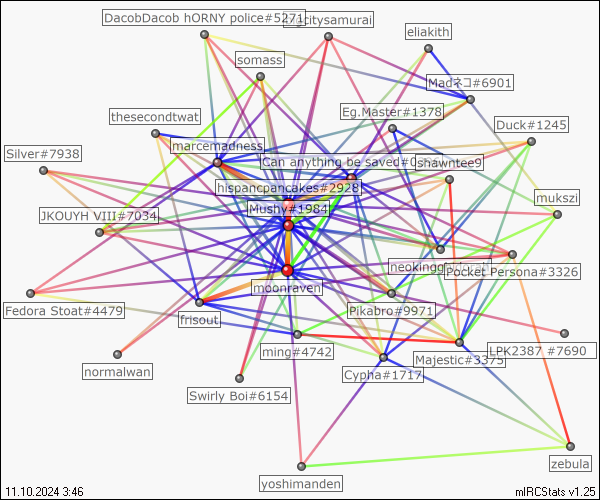 DacobDacob hORNY police#5271
citysamurai
eliakith
somass
Madネコ#6901
thesecondtwat
Eg.Master#1378
Duck#1245
marcemadness
Silver#7938
Can anything be saved#0
shawntee9
hispancpancakes#2928
mukszi
JKOUYH VIII#7034
Mushy#1984
neokingg
Pocket Persona#3326
moonraven
Fedora Stoat#4479
frisout
Pikabro#9971
ming#4742
Majestic#3375
LPK2387 #7690
normalwan
Cypha#1717
Swirly Boi#6154
zebula
yoshimanden
11.10.2024 3:46
mIRCStats v1.25